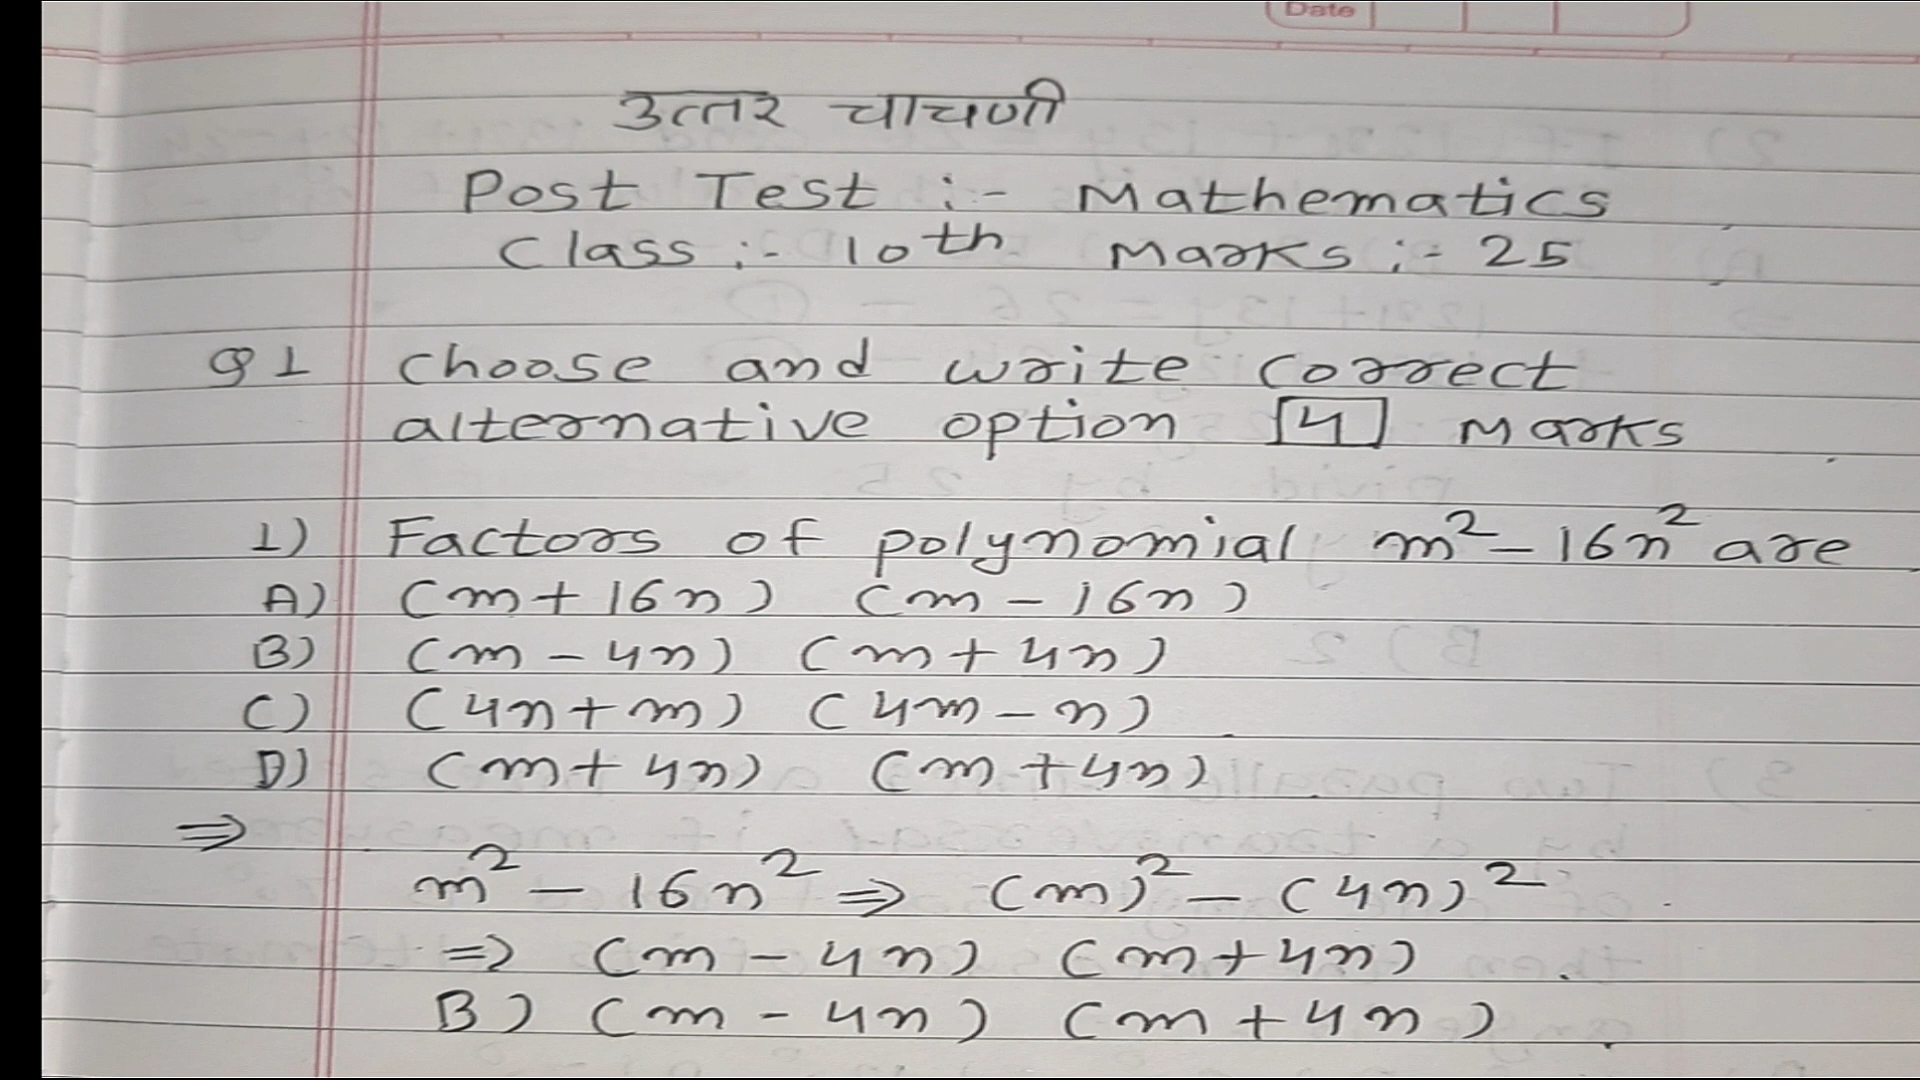 Date
उत्तर चाचणी
Post Test :- Mathematics
Class :- 10th Marks :- 25
Q1 choose and write correct
alternative option [4] Marks
1) Factors of polynomial m²-16n² are
A) (m+16n) (m-16n)
B) (m-4n) (m+4n)
C) (4n+m) (4m-n)
D) (m+4n) (m+4n)
⇒
m² - 16n² ⇒ (m)² - (4n)²
⇒ (m-4n) (m+4n)
B) (m-4n) (m+4n)